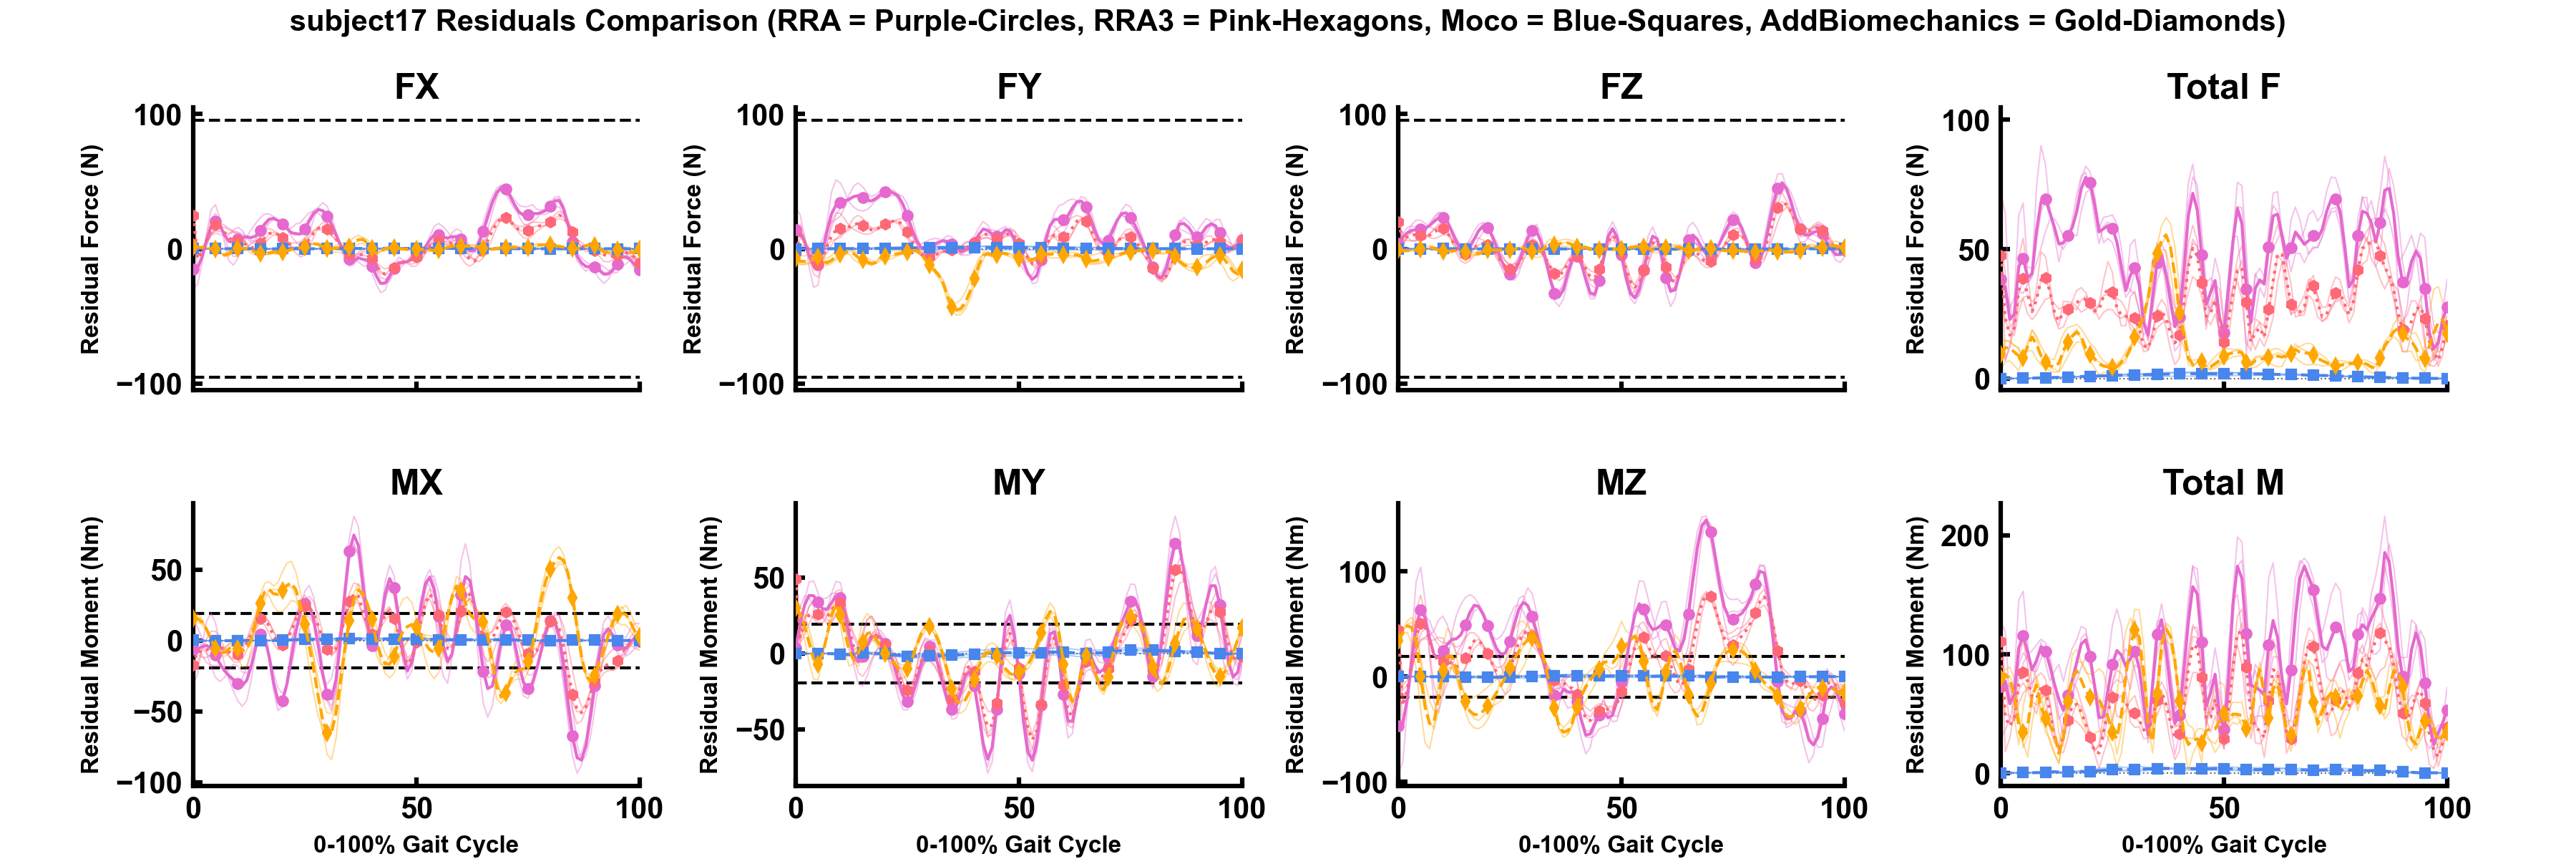 subject17 Residuals Comparison (RRA = Purple-Circles, RRA3 = Pink-Hexagons, Moco = Blue-Squares, AddBiomechanics = Gold-Diamonds)
FX
FY
FZ
Total F
Residual Force (N)
100
0
−100
Residual Force (N)
100
0
−100
Residual Force (N)
100
0
−100
Residual Force (N)
100
50
0
MX
MY
MZ
Total M
Residual Moment (Nm)
50
0
−50
−100
0 50 100
0-100% Gait Cycle
Residual Moment (Nm)
50
0
−50
0 50 100
0-100% Gait Cycle
Residual Moment (Nm)
100
0
−100
0 50 100
0-100% Gait Cycle
Residual Moment (Nm)
200
100
0
0 50 100
0-100% Gait Cycle